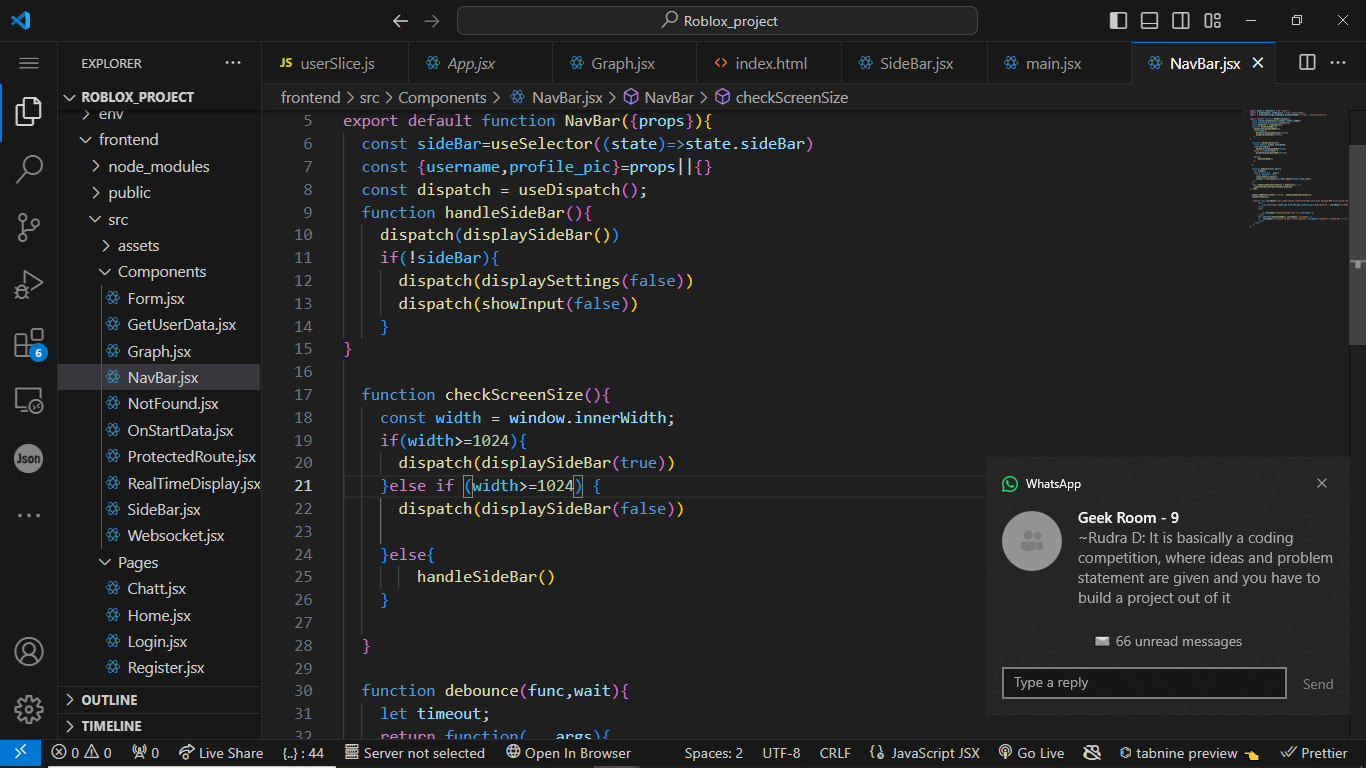 Roblox_project
EXPLORER
JS userSlice.js
App.jsx
Graph.jsx
<> index.html
SideBar.jsx
main.jsx
NavBar.jsx
ROBLOX_PROJECT
env
frontend
node_modules
public
src
assets
Components
Form.jsx
GetUserData.jsx
Graph.jsx
NavBar.jsx
NotFound.jsx
OnStartData.jsx
ProtectedRoute.jsx
RealTimeDisplay.jsx
SideBar.jsx
Websocket.jsx
Pages
Chatt.jsx
Home.jsx
Login.jsx
Register.jsx
OUTLINE
TIMELINE
6
Json
frontend > src > Components > NavBar.jsx > NavBar > checkScreenSize
5 export default function NavBar({props}){
6 const sideBar=useSelector((state)=>state.sideBar)
7 const {username,profile_pic}=props||{}
8 const dispatch = useDispatch();
9 function handleSideBar(){
10 dispatch(displaySideBar())
11 if(!sideBar){
12 dispatch(displaySettings(false))
13 dispatch(showInput(false))
14 }
15 }
16
17 function checkScreenSize(){
18 const width = window.innerWidth;
19 if(width>=1024){
20 dispatch(displaySideBar(true))
21 }else if (width>=1024) {
22 dispatch(displaySideBar(false))
23
24 }else{
25 handleSideBar()
26 }
27
28 }
29
30 function debounce(func,wait){
31 let timeout;
32 return function(...args){
WhatsApp
Geek Room - 9
~Rudra D: It is basically a coding
competition, where ideas and problem
statement are given and you have to
build a project out of it
66 unread messages
Type a reply
Send
0 0 0 Live Share {..} : 44 Server not selected Open In Browser Spaces: 2 UTF-8 CRLF {} JavaScript JSX Go Live tabnine preview Prettier